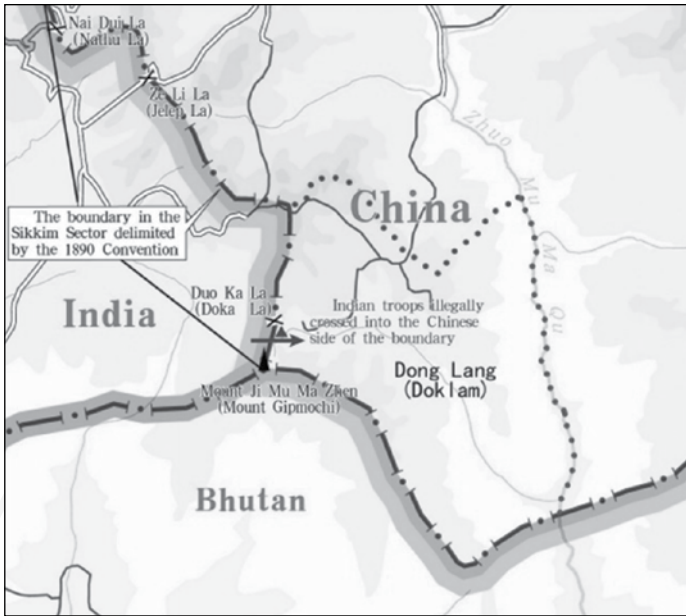 Nai Dui La
(Nathu La)
Ze Li La
(Jelep La)
Zhuo Mu Ma Qu
China
The boundary in the
Sikkim Sector delimited
by the 1890 Convention
India
Duo Ka La
(Doka La)
Indian troops illegally
crossed into the Chinese
side of the boundary
Dong Lang
(Doklam)
Mount Ji Mu Ma Zhen
(Mount Gipmochi)
Bhutan